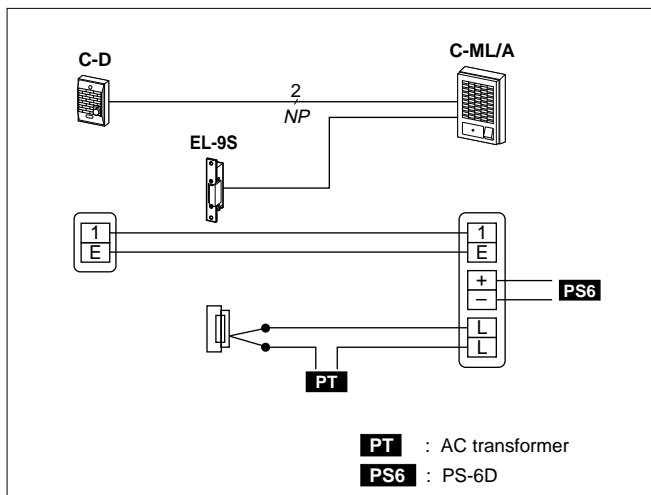 C-D
C-ML/A
2
NP
EL-9S
1
1
E
E
+
PS6
–
L
L
PT
PT : AC transformer
PS6 : PS-6D